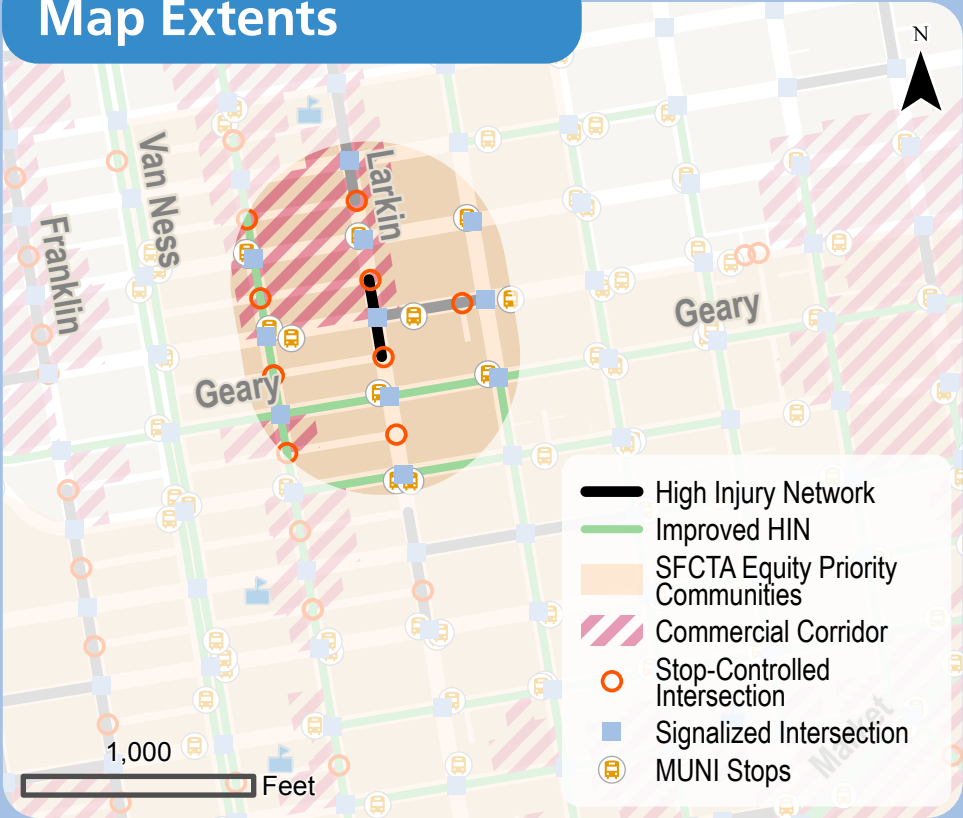 Map Extents
N
Van Ness
Larkin
Franklin
Geary
Geary
High Injury Network
Improved HIN
SFCTA Equity Priority
Communities
Commercial Corridor
Stop-Controlled
Intersection
Signalized Intersection
MUNI Stops
Market
1,000
Feet